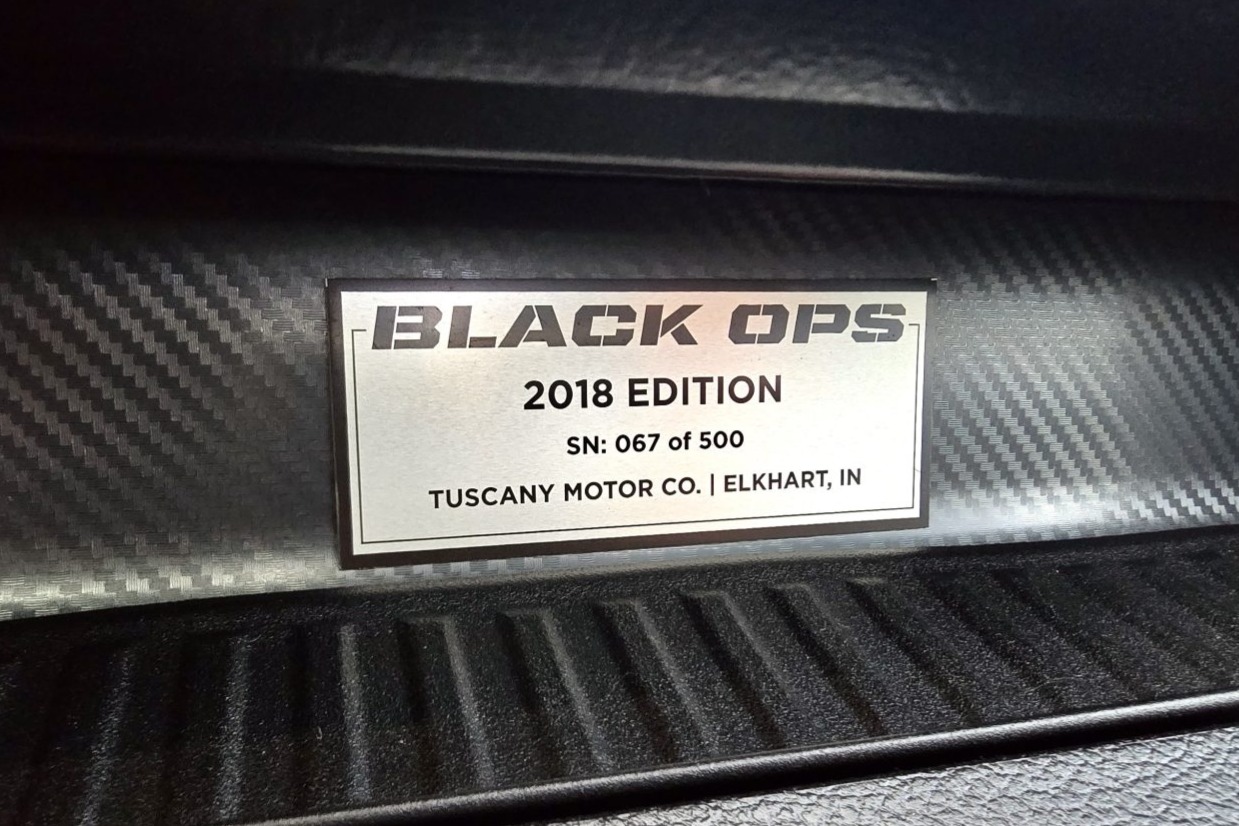 BLACK OPS
2018 EDITION
SN: 067 of 500
TUSCANY MOTOR CO. | ELKHART, IN